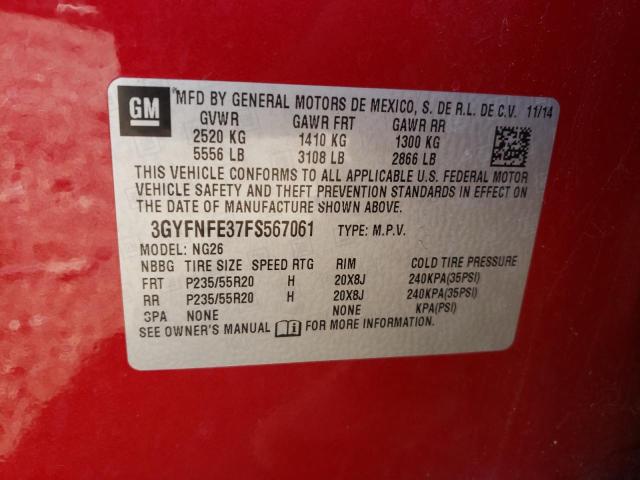 GM
MFD BY GENERAL MOTORS DE MEXICO, S. DE R.L. DE C.V. 11/14
GVWR GAWR FRT GAWR RR
2520 KG 1410 KG 1300 KG
5556 LB 3108 LB 2866 LB
THIS VEHICLE CONFORMS TO ALL APPLICABLE U.S. FEDERAL MOTOR
VEHICLE SAFETY AND THEFT PREVENTION STANDARDS IN EFFECT ON
THE DATE OF MANUFACTURE SHOWN ABOVE.
3GYFNFE37FS567061 TYPE: M.P.V.
MODEL: NG26
NBBG TIRE SIZE SPEED RTG RIM COLD TIRE PRESSURE
FRT P235/55R20 H 20X8J 240KPA(35PSI)
RR P235/55R20 H 20X8J 240KPA(35PSI)
SPA NONE NONE KPA(PSI)
SEE OWNER'S MANUAL FOR MORE INFORMATION.